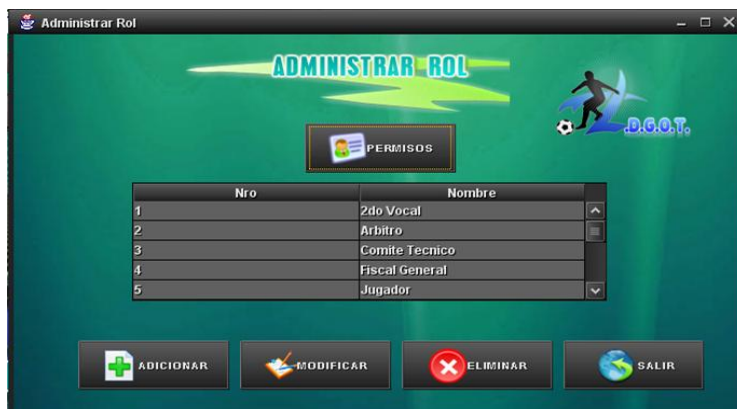 Administrar Rol
ADMINISTRAR ROL
.D.G.O.T.
PERMISOS
Nro Nombre
1 2do Vocal
2 Arbitro
3 Comite Tecnico
4 Fiscal General
5 Jugador
ADICIONAR MODIFICAR ELIMINAR SALIR